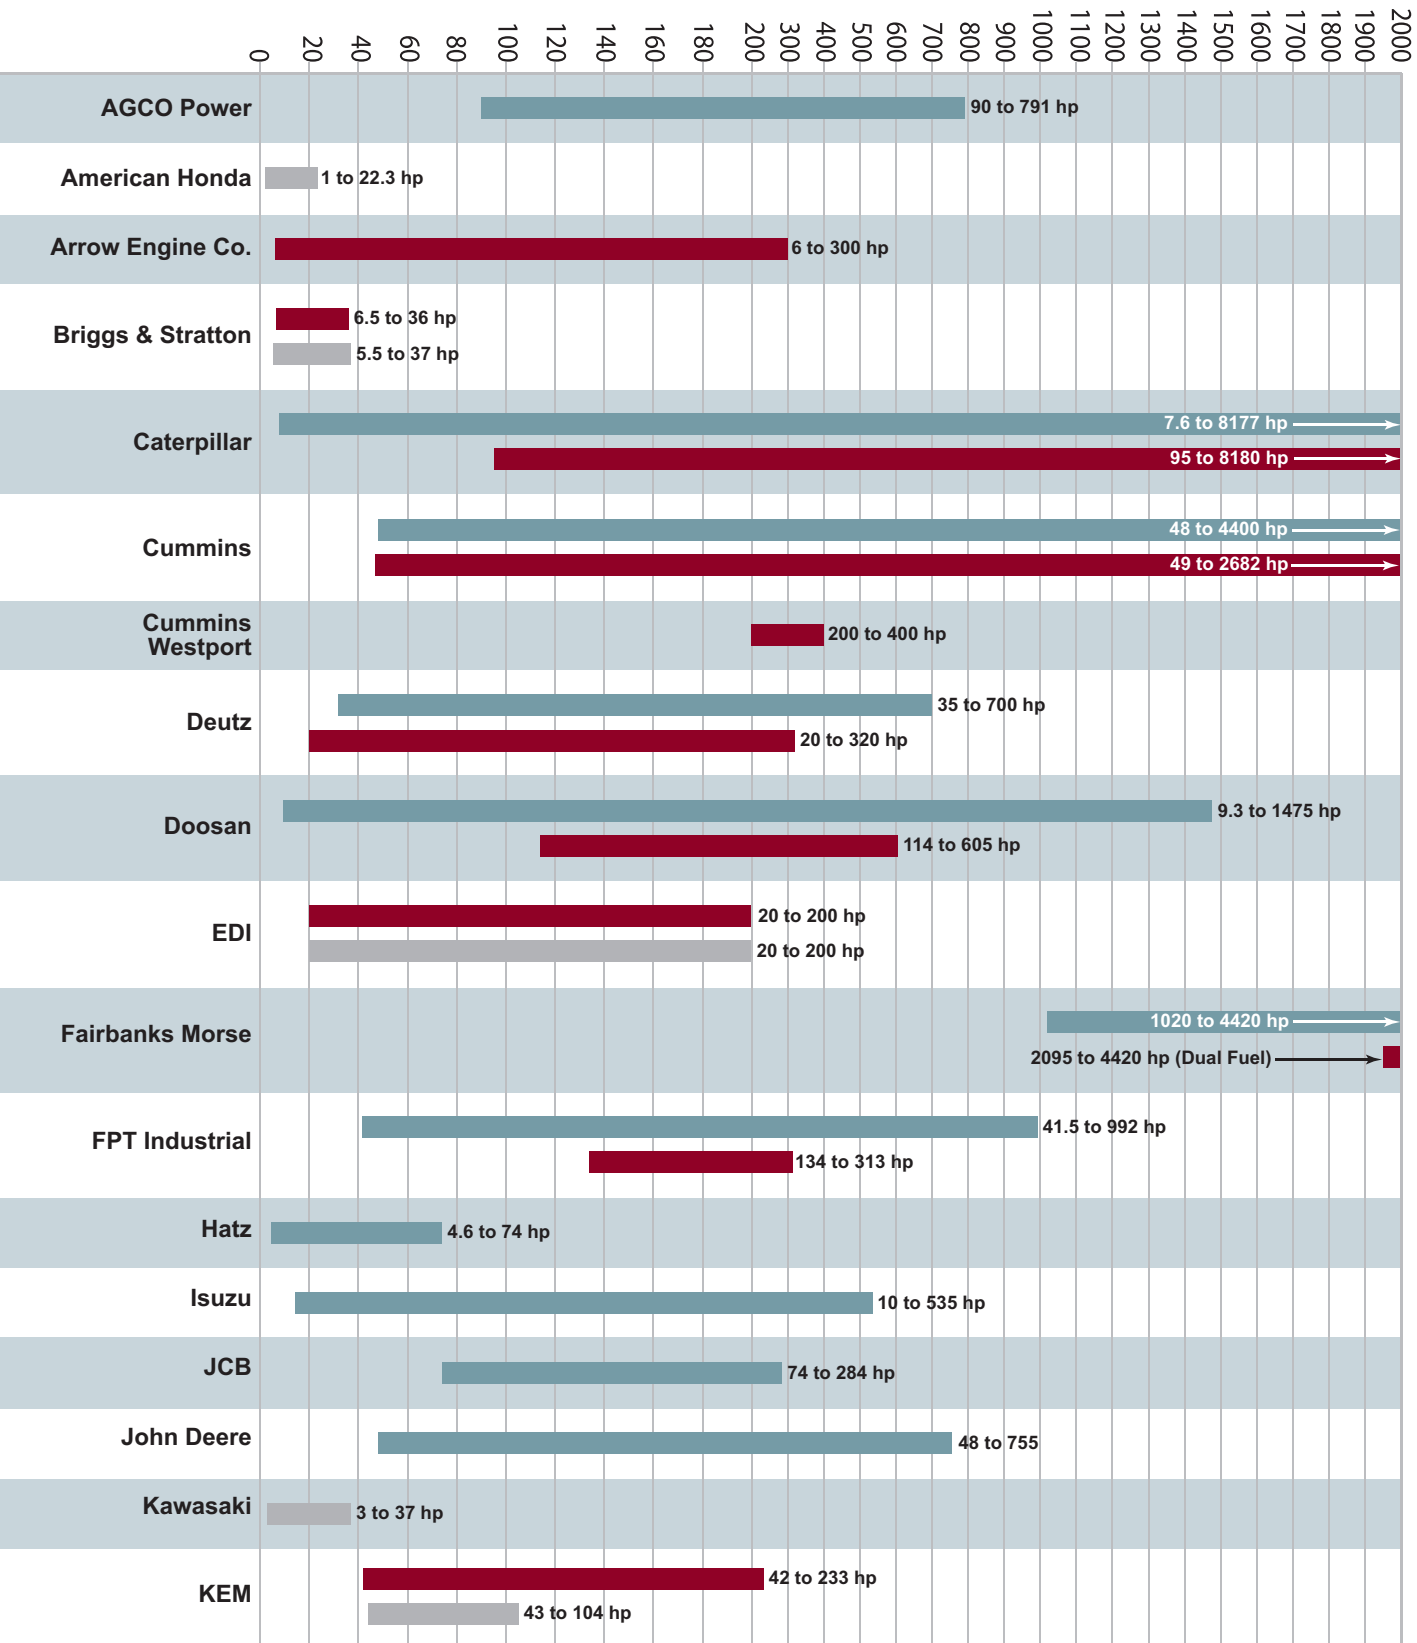 0 20 40 60 80 100 120 140 160 180 200 300 400 500 600 700 800 900 1000 1100 1200 1300 1400 1500 1600 1700 1800 1900 2000
AGCO Power
90 to 791 hp
American Honda
1 to 22.3 hp
Arrow Engine Co.
6 to 300 hp
Briggs & Stratton
6.5 to 36 hp
5.5 to 37 hp
Caterpillar
7.6 to 8177 hp
95 to 8180 hp
Cummins
48 to 4400 hp
49 to 2682 hp
Cummins
Westport
200 to 400 hp
Deutz
35 to 700 hp
20 to 320 hp
Doosan
9.3 to 1475 hp
114 to 605 hp
EDI
20 to 200 hp
20 to 200 hp
Fairbanks Morse
1020 to 4420 hp
2095 to 4420 hp (Dual Fuel)
FPT Industrial
41.5 to 992 hp
134 to 313 hp
Hatz
4.6 to 74 hp
Isuzu
10 to 535 hp
JCB
74 to 284 hp
John Deere
48 to 755
Kawasaki
3 to 37 hp
KEM
42 to 233 hp
43 to 104 hp